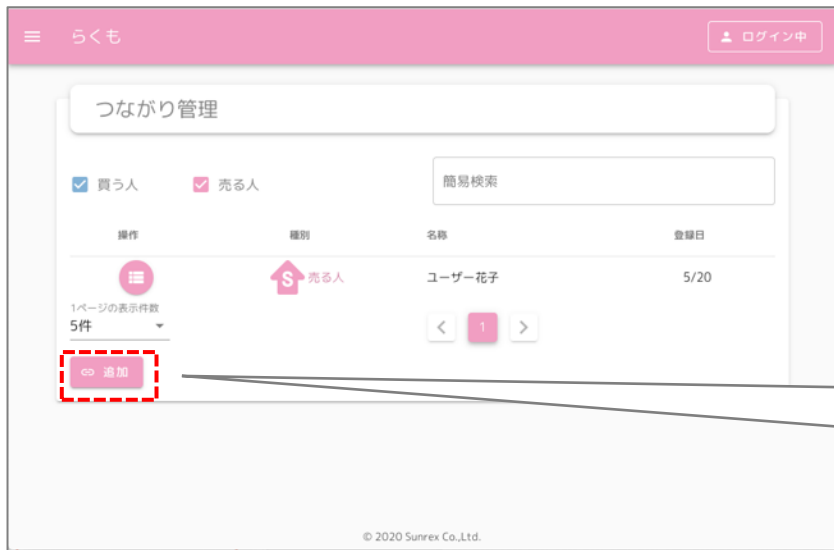 らくも
ログイン中
つながり管理
買う人
売る人
簡易検索
操作 種別 名称 登録日
S 売る人 ユーザー花子 5/20
1ページの表示件数
5件
1
追加
© 2020 Sunrex Co.,Ltd.